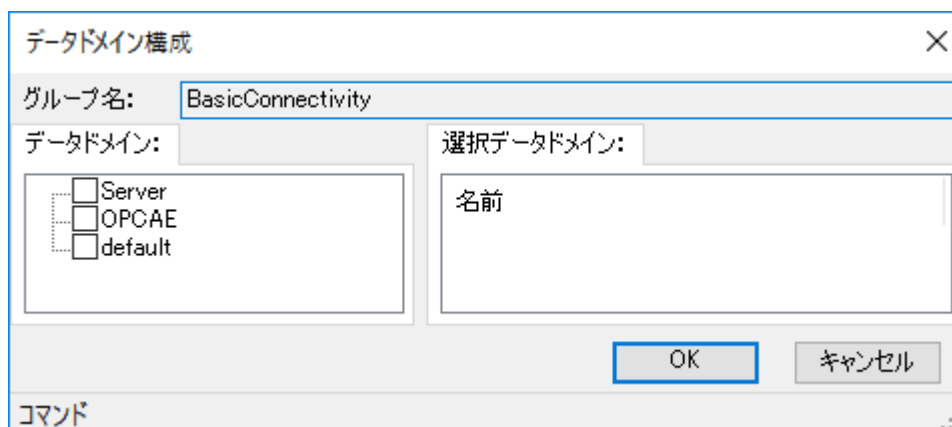 データドメイン構成
グループ名: BasicConnectivity
データドメイン:
選択データドメイン:
Server
OPCAE
default
名前
OK
キャンセル
コマンド